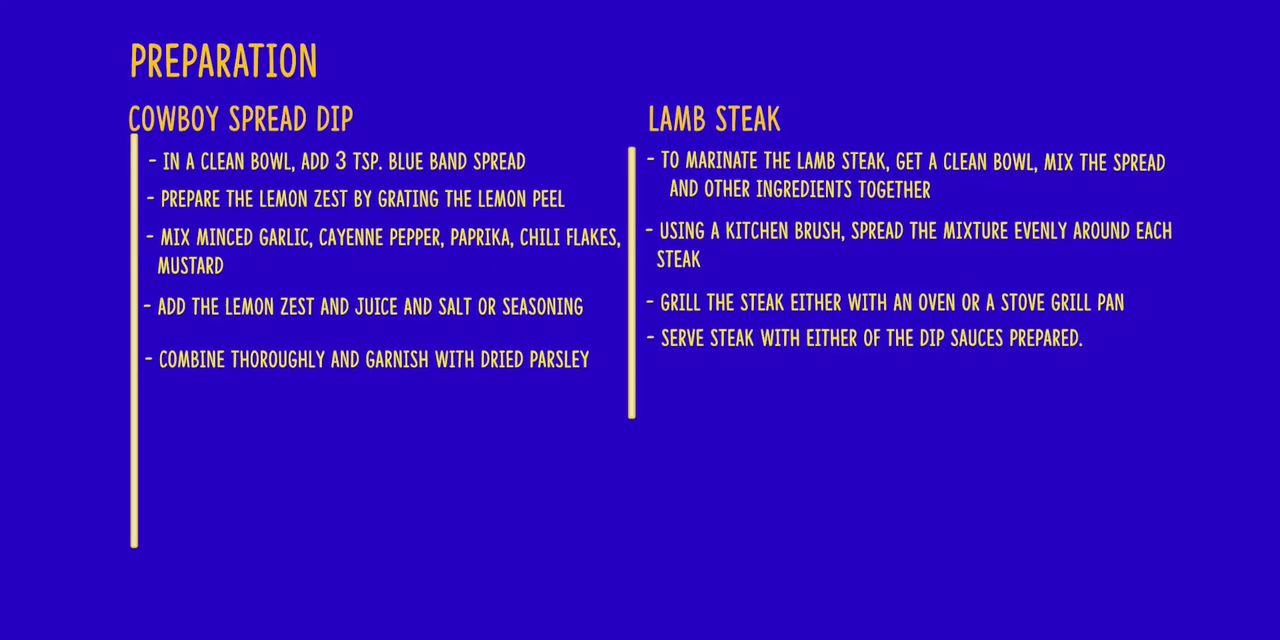 PREPARATION
COWBOY SPREAD DIP
- IN A CLEAN BOWL, ADD 3 TSP. BLUE BAND SPREAD
- PREPARE THE LEMON ZEST BY GRATING THE LEMON PEEL
- MIX MINCED GARLIC, CAYENNE PEPPER, PAPRIKA, CHILI FLAKES,
MUSTARD
- ADD THE LEMON ZEST AND JUICE AND SALT OR SEASONING
- COMBINE THOROUGHLY AND GARNISH WITH DRIED PARSLEY
LAMB STEAK
- TO MARINATE THE LAMB STEAK, GET A CLEAN BOWL, MIX THE SPREAD
AND OTHER INGREDIENTS TOGETHER
- USING A KITCHEN BRUSH, SPREAD THE MIXTURE EVENLY AROUND EACH
STEAK
- GRILL THE STEAK EITHER WITH AN OVEN OR A STOVE GRILL PAN
- SERVE STEAK WITH EITHER OF THE DIP SAUCES PREPARED.